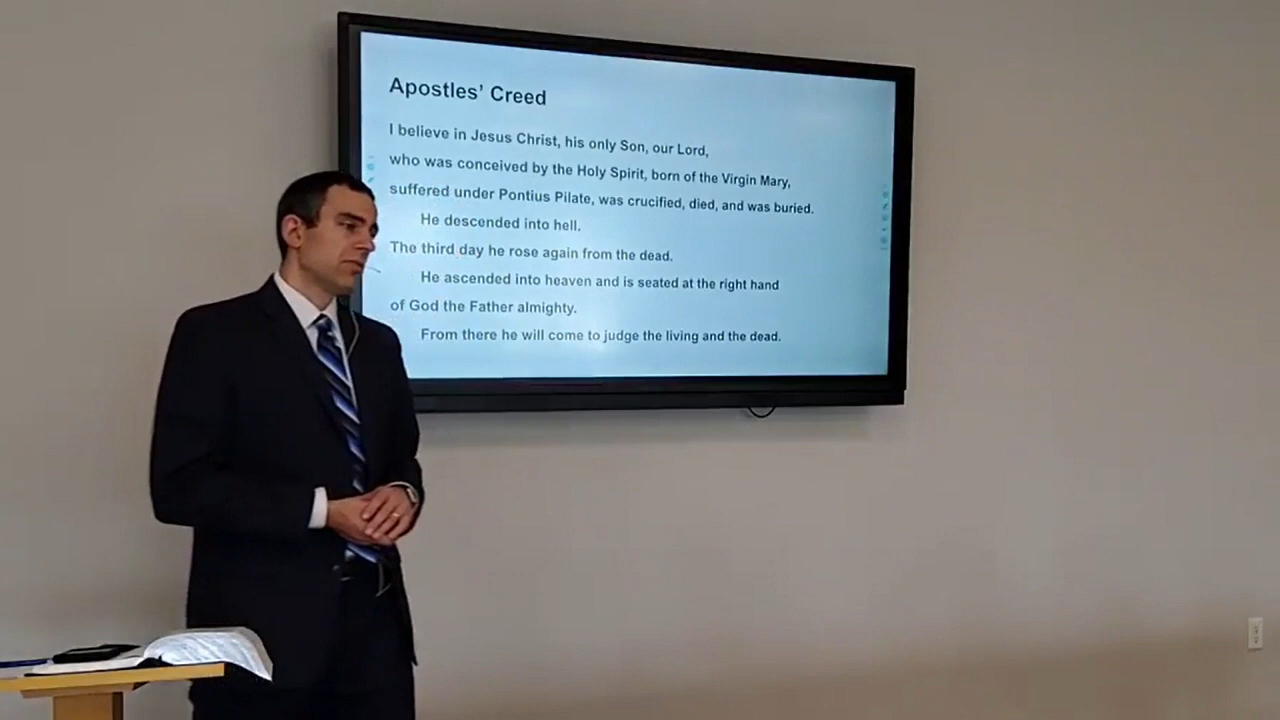 Apostles’ Creed
I believe in Jesus Christ, his only Son, our Lord,
who was conceived by the Holy Spirit, born of the Virgin Mary,
suffered under Pontius Pilate, was crucified, died, and was buried.
He descended into hell.
The third day he rose again from the dead.
He ascended into heaven and is seated at the right hand
of God the Father almighty.
From there he will come to judge the living and the dead.